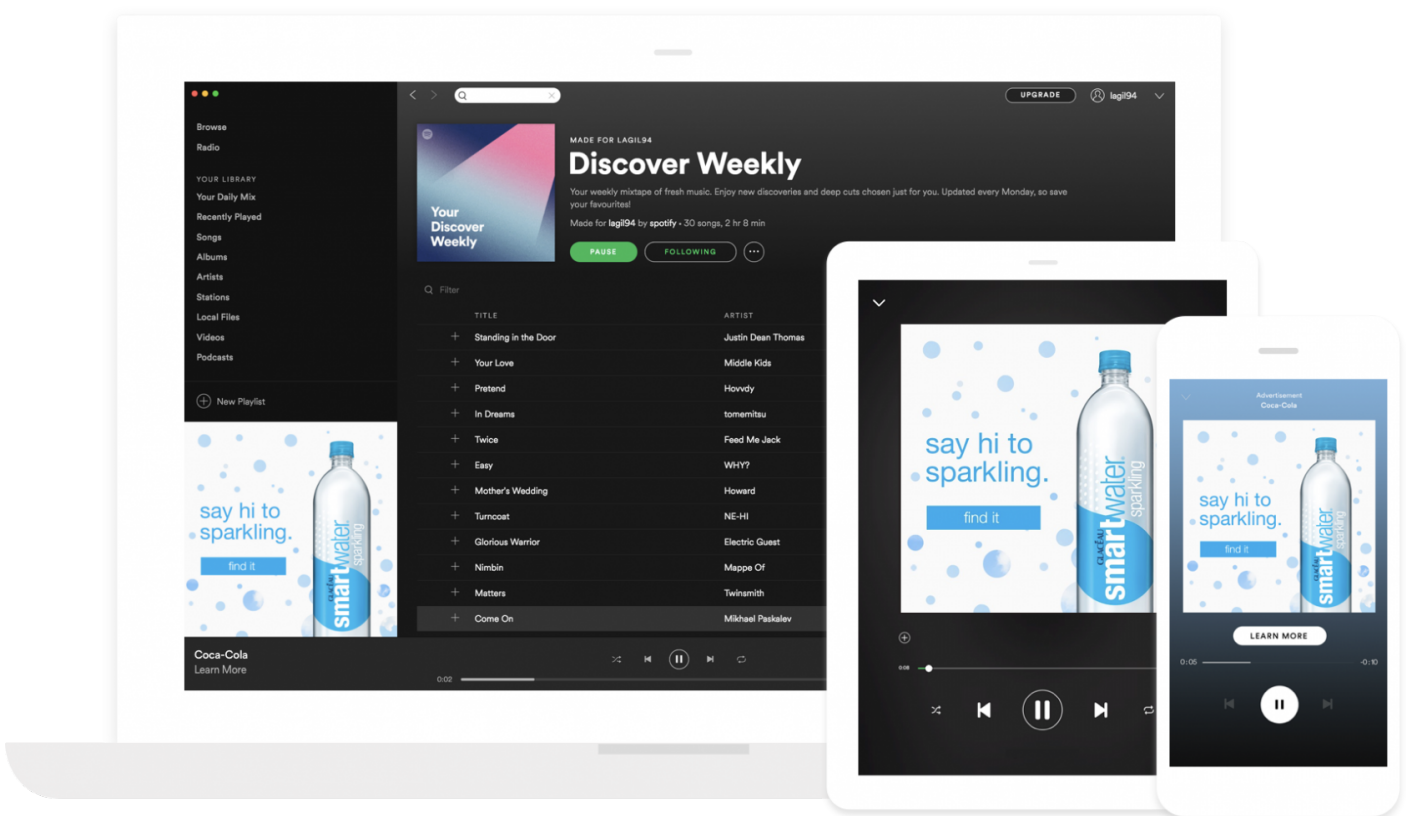 UPGRADE
lagil94
Browse
Radio
YOUR LIBRARY
Your Daily Mix
Recently Played
Songs
Albums
Artists
Stations
Local Files
Videos
Podcasts
New Playlist
say hi to
sparkling.
find it
GLACÉAU
smartwater.
sparkling
Coca-Cola
Learn More
Your
Discover
Weekly
MADE FOR LAGIL94
Discover Weekly
Your weekly mixtape of fresh music. Enjoy new discoveries and deep cuts chosen just for you. Updated every Monday, so save
your favourites!
Made for lagil94 by spotify • 30 songs, 2 hr 8 min
PAUSE
FOLLOWING
Filter
TITLE ARTIST
Standing in the Door Justin Dean Thomas
Your Love Middle Kids
Pretend Hovvdy
In Dreams tomemitsu
Twice Feed Me Jack
Easy WHY?
Mother's Wedding Howard
Turncoat NE-HI
Glorious Warrior Electric Guest
Nimbin Mappe Of
Matters Twinsmith
Come On Mikhael Paskalev
0:02
say hi to
sparkling.
find it
GLACÉAU
smartwater.
sparkling
0:08
Advertisement
Coca-Cola
say hi to
sparkling.
find it
GLACÉAU
smartwater.
sparkling
LEARN MORE
0:05 -0:10